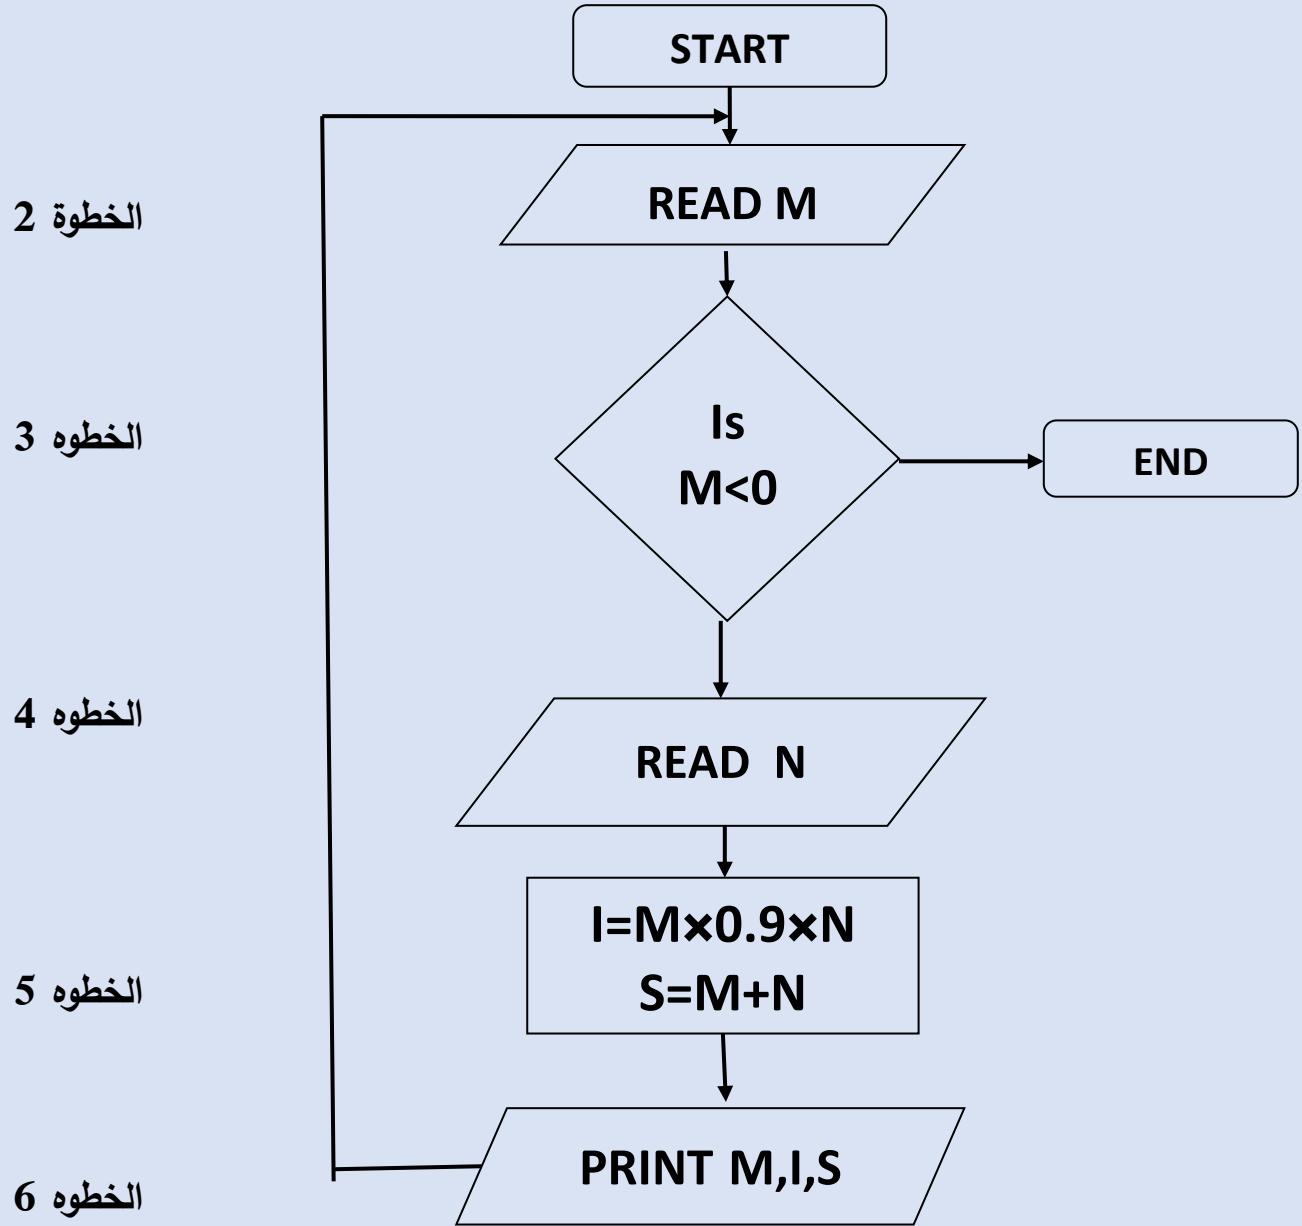 START
READ M
الخطوة 2
Is
M<0
الخطوه 3
END
الخطوه 4
READ N
I=M×0.9×N
S=M+N
الخطوه 5
PRINT M,I,S
الخطوه 6